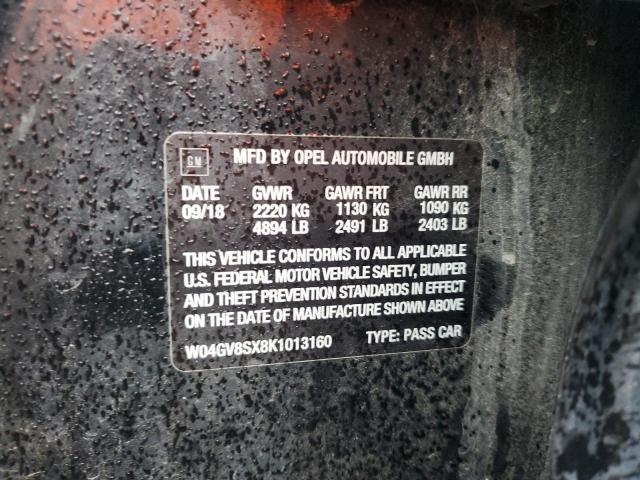 GM
MFD BY OPEL AUTOMOBILE GMBH
DATE GVWR GAWR FRT GAWR RR
09/18 2220 KG 1130 KG 1090 KG
4894 LB 2491 LB 2403 LB
THIS VEHICLE CONFORMS TO ALL APPLICABLE
U.S. FEDERAL MOTOR VEHICLE SAFETY, BUMPER
AND THEFT PREVENTION STANDARDS IN EFFECT
ON THE DATE OF MANUFACTURE SHOWN ABOVE
W04GV8SX8K1013160 TYPE: PASS CAR